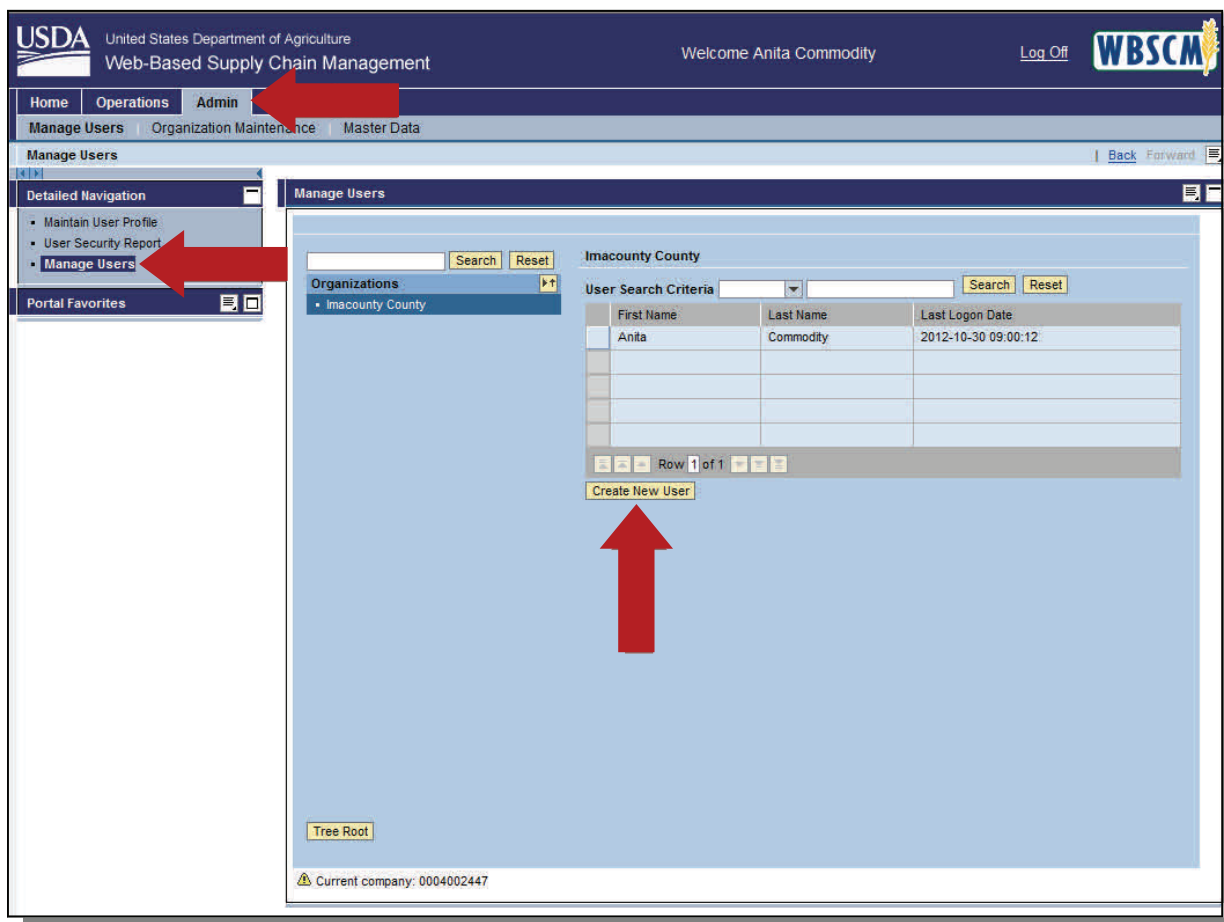 USDA United States Department of Agriculture
Web-Based Supply Chain Management
Welcome Anita Commodity
Log Off
WBSCM
Home Operations Admin
Manage Users Organization Maintenance Master Data
Manage Users
Back Forward
Detailed Navigation
Maintain User Profile
User Security Report
Manage Users
Portal Favorites
Manage Users
Search Reset
Organizations
Imacounty County
Imacounty County
User Search Criteria Search Reset
First Name Last Name Last Logon Date
Anita Commodity 2012-10-30 09:00:12
Row 1 of 1
Create New User
Tree Root
Current company: 0004002447